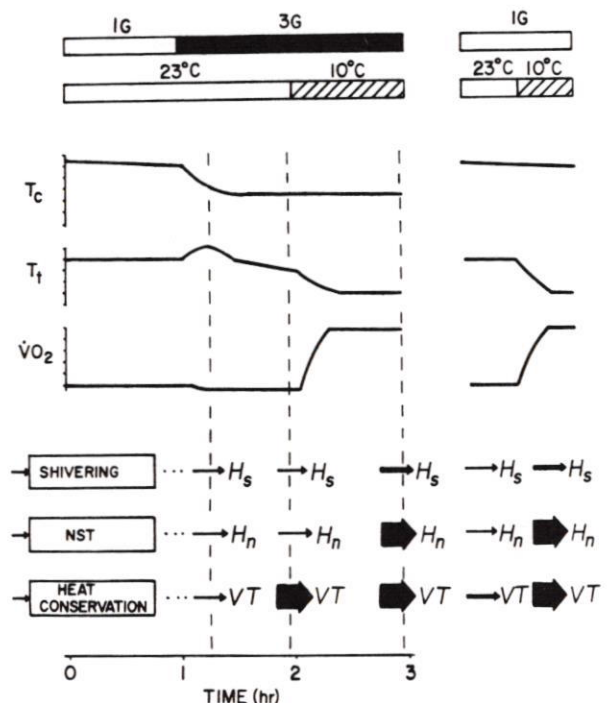 1G 3G 1G
23°C 10°C 23°C 10°C
Tc
Tt
V̇O2
SHIVERING ... Hs Hs Hs Hs Hs
NST ... Hn Hn Hn Hn Hn
HEAT
CONSERVATION ... VT VT VT VT VT
0 1 2 3
TIME (hr)